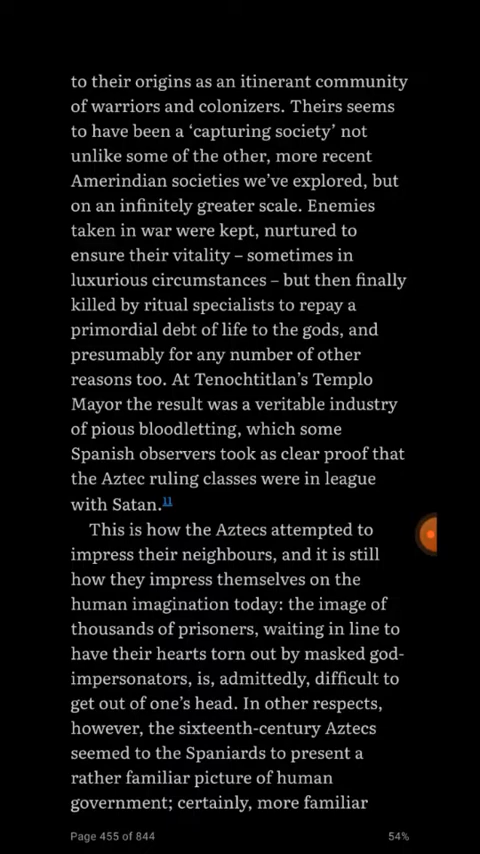 to their origins as an itinerant community
of warriors and colonizers. Theirs seems
to have been a ‘capturing society’ not
unlike some of the other, more recent
Amerindian societies we’ve explored, but
on an infinitely greater scale. Enemies
taken in war were kept, nurtured to
ensure their vitality – sometimes in
luxurious circumstances – but then finally
killed by ritual specialists to repay a
primordial debt of life to the gods, and
presumably for any number of other
reasons too. At Tenochtitlan’s Templo
Mayor the result was a veritable industry
of pious bloodletting, which some
Spanish observers took as clear proof that
the Aztec ruling classes were in league
with Satan.11
This is how the Aztecs attempted to
impress their neighbours, and it is still
how they impress themselves on the
human imagination today: the image of
thousands of prisoners, waiting in line to
have their hearts torn out by masked god-
impersonators, is, admittedly, difficult to
get out of one’s head. In other respects,
however, the sixteenth-century Aztecs
seemed to the Spaniards to present a
rather familiar picture of human
government; certainly, more familiar
Page 455 of 844 54%